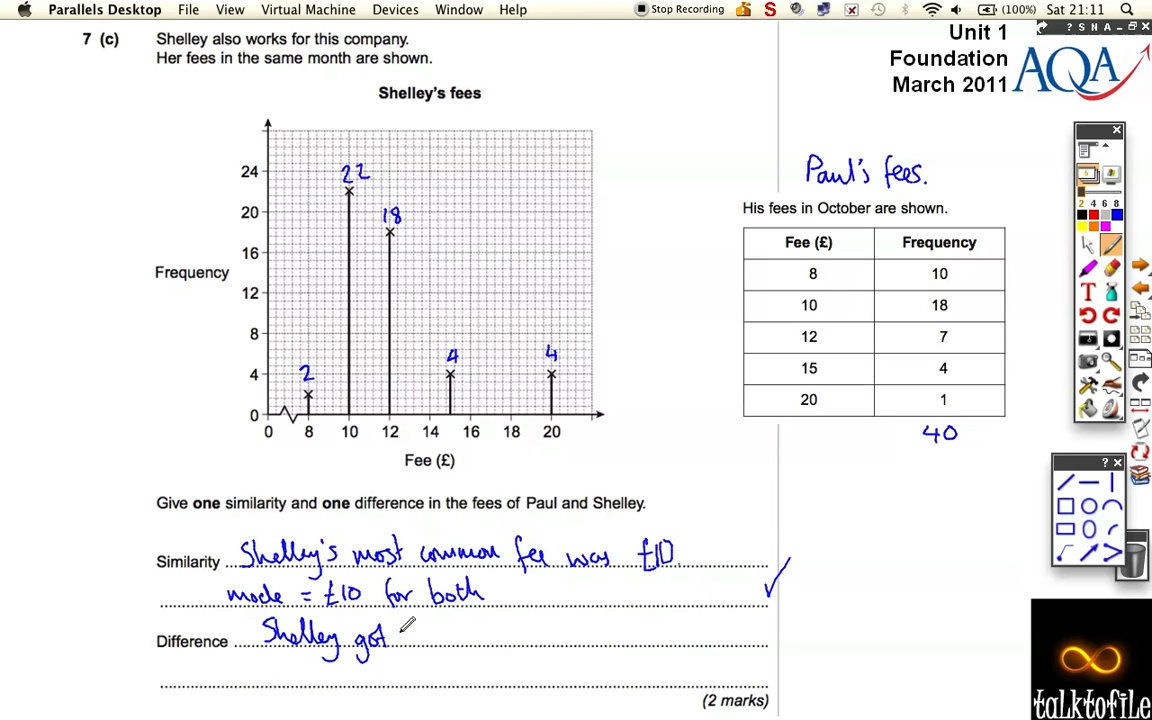 Parallels Desktop File View Virtual Machine Devices Window Help Stop Recording S (100%) Sat 21:11
7 (c) Shelley also works for this company.
Her fees in the same month are shown.
Unit 1
Foundation
March 2011
AQA
? S N A
Shelley's fees
24
20
16
12
8
4
0
Frequency
22
18
2
4
4
0 8 10 12 14 16 18 20
Fee (£)
Paul's fees.
His fees in October are shown.
Fee (£) Frequency
8 10
10 18
12 7
15 4
20 1
40
2 4 6 8
T
?
Give one similarity and one difference in the fees of Paul and Shelley.
Similarity Shelley's most common fee was £10.
mode = £10 for both
Difference Shelley got
(2 marks)
talktofile